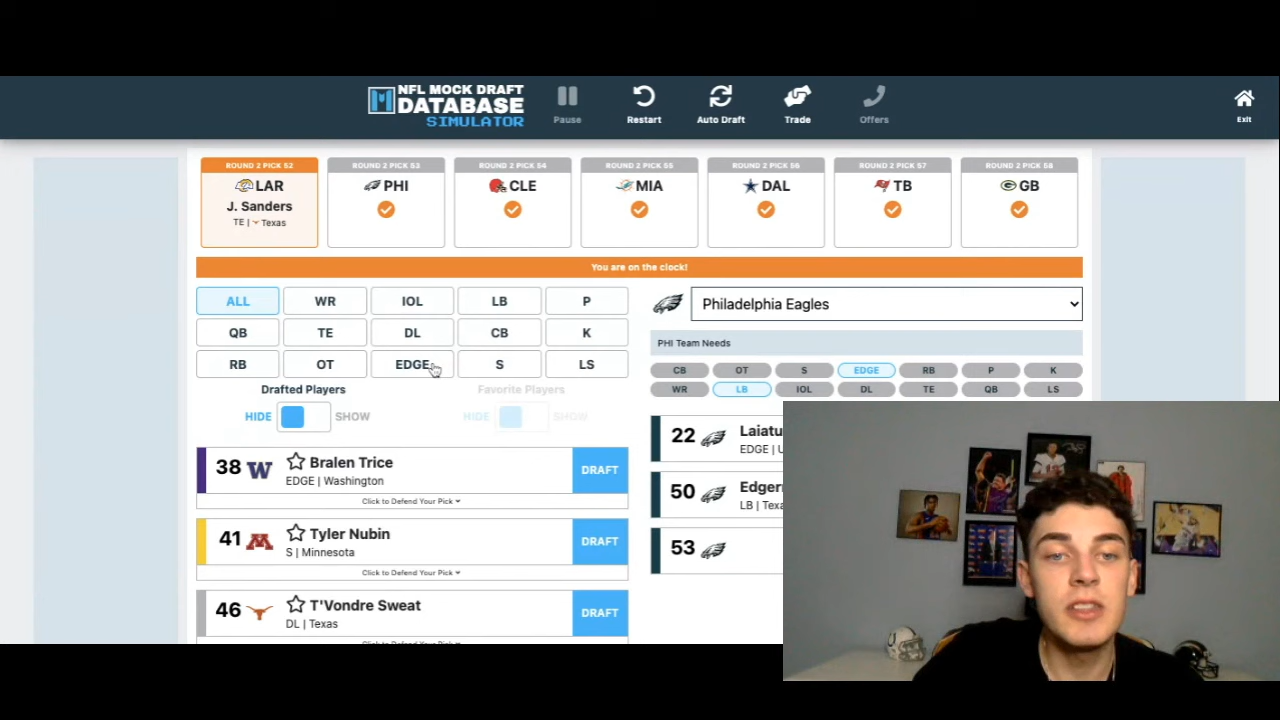 NFL MOCK DRAFT
DATABASE
SIMULATOR
Pause
Restart
Auto Draft
Trade
Offers
Exit
ROUND 2 PICK 52
LAR
J. Sanders
TE | Texas
ROUND 2 PICK 53
PHI
ROUND 2 PICK 54
CLE
ROUND 2 PICK 55
MIA
ROUND 2 PICK 56
DAL
ROUND 2 PICK 57
TB
ROUND 2 PICK 58
GB
You are on the clock!
ALL WR IOL LB P
QB TE DL CB K
RB OT EDGE S LS
Drafted Players
HIDE SHOW
Favorite Players
HIDE SHOW
38 Bralen Trice DRAFT
EDGE | Washington
Click to Defend Your Pick
41 Tyler Nubin DRAFT
S | Minnesota
Click to Defend Your Pick
46 T'Vondre Sweat DRAFT
DL | Texas
Click to Defend Your Pick
Philadelphia Eagles
PHI Team Needs
CB OT S EDGE RB P K
WR LB IOL DL TE QB LS
22 Laiatu
EDGE | U
50 Edger
LB | Texa
53